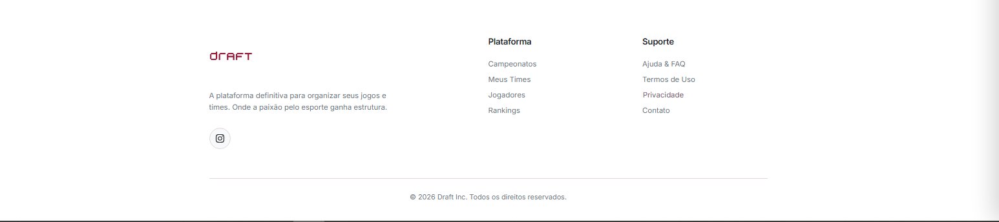 draft
A plataforma definitiva para organizar seus jogos e
times. Onde a paixão pelo esporte ganha estrutura.
Plataforma
Campeonatos
Meus Times
Jogadores
Rankings
Suporte
Ajuda & FAQ
Termos de Uso
Privacidade
Contato
© 2026 Draft Inc. Todos os direitos reservados.